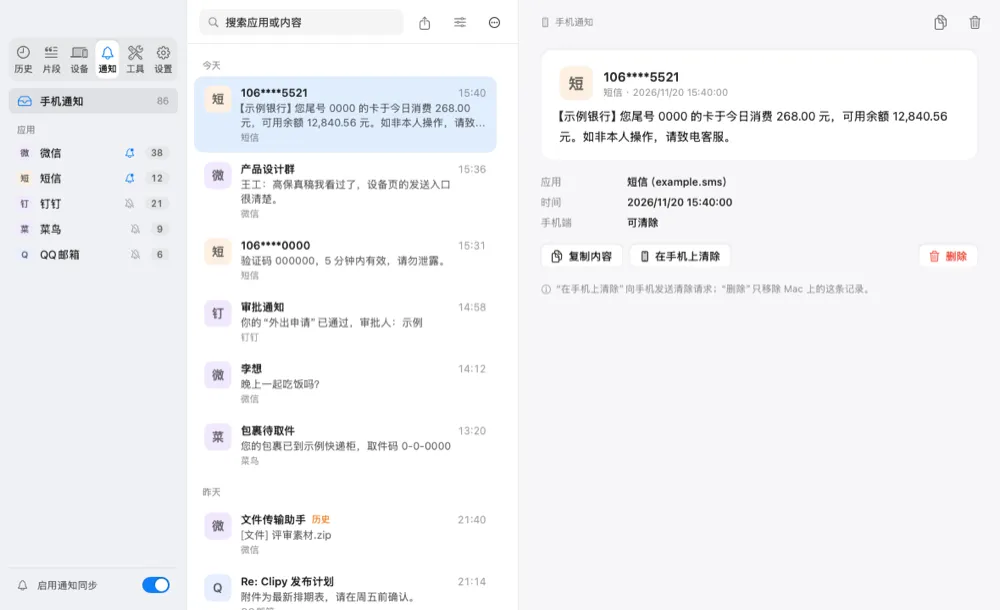 历史 片段 设备 通知 工具 设置
手机通知 86
应用
微 微信 38
短 短信 12
钉 钉钉 21
菜 菜鸟 9
Q QQ 邮箱 6
启用通知同步
搜索应用或内容
今天
短 106****5521 15:40
【示例银行】您尾号 0000 的卡于今日消费 268.00
元，可用余额 12,840.56 元。如非本人操作，请致…
短信
微 产品设计群 15:36
王工：高保真稿我看过了，设备页的发送入口
很清楚。
微信
短 106****0000 15:31
验证码 000000，5 分钟内有效，请勿泄露。
短信
钉 审批通知 14:58
你的“外出申请”已通过，审批人：示例
钉钉
微 李想 14:12
晚上一起吃饭吗?
微信
菜 包裹待取件 13:20
您的包裹已到示例快递柜，取件码 0-0-0000
菜鸟
昨天
微 文件传输助手 历史 21:40
[文件] 评审素材.zip
微信
Q Re: Clipy 发布计划 21:14
附件为最新排期表，请在周五前确认。
QQ 邮箱
手机通知
短 106****5521
短信 · 2026/11/20 15:40:00
【示例银行】您尾号 0000 的卡于今日消费 268.00 元，可用余额 12,840.56
元。如非本人操作，请致电客服。
应用 短信 (example.sms)
时间 2026/11/20 15:40:00
手机端 可清除
复制内容 在手机上清除 删除
“在手机上清除”向手机发送清除请求；“删除”只移除 Mac 上的这条记录。